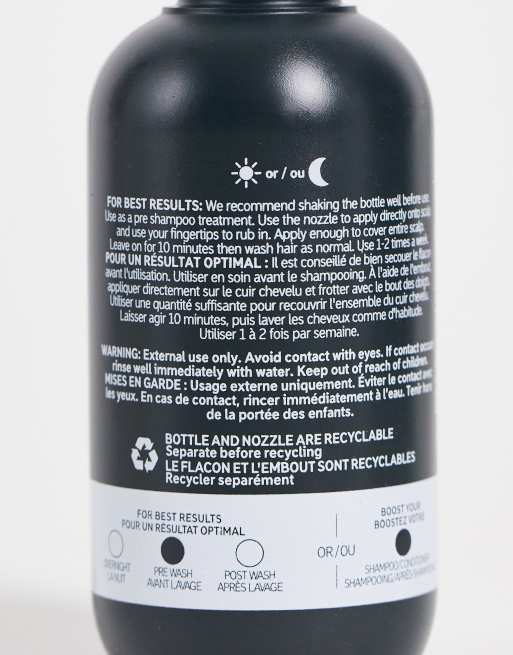 or / ou
FOR BEST RESULTS: We recommend shaking the bottle well before use.
Use as a pre shampoo treatment. Use the nozzle to apply directly onto scalp
and use your fingertips to rub in. Apply enough to cover entire scalp.
Leave on for 10 minutes then wash hair as normal. Use 1-2 times a week.
POUR UN RÉSULTAT OPTIMAL : Il est conseillé de bien secouer le flacon
avant l'utilisation. Utiliser en soin avant le shampooing. À l'aide de l'embout
appliquer directement sur le cuir chevelu et frotter avec le bout des doigts.
Utiliser une quantité suffisante pour recouvrir l'ensemble du cuir chevelu.
Laisser agir 10 minutes, puis laver les cheveux comme d'habitude.
Utiliser 1 à 2 fois par semaine.
WARNING: External use only. Avoid contact with eyes. If contact occurs
rinse well immediately with water. Keep out of reach of children.
MISES EN GARDE : Usage externe uniquement. Éviter le contact avec
les yeux. En cas de contact, rincer immédiatement à l'eau. Tenir hors
de la portée des enfants.
BOTTLE AND NOZZLE ARE RECYCLABLE
Separate before recycling
LE FLACON ET L'EMBOUT SONT RECYCLABLES
Recycler separément
FOR BEST RESULTS
POUR UN RÉSULTAT OPTIMAL
OVERNIGHT
LA NUIT
PRE WASH
AVANT LAVAGE
POST WASH
APRÈS LAVAGE
OR / OU
BOOST YOUR
BOOSTEZ VOTRE
SHAMPOO/CONDITIONER
SHAMPOOING/APRÈS-SHAMPOOING